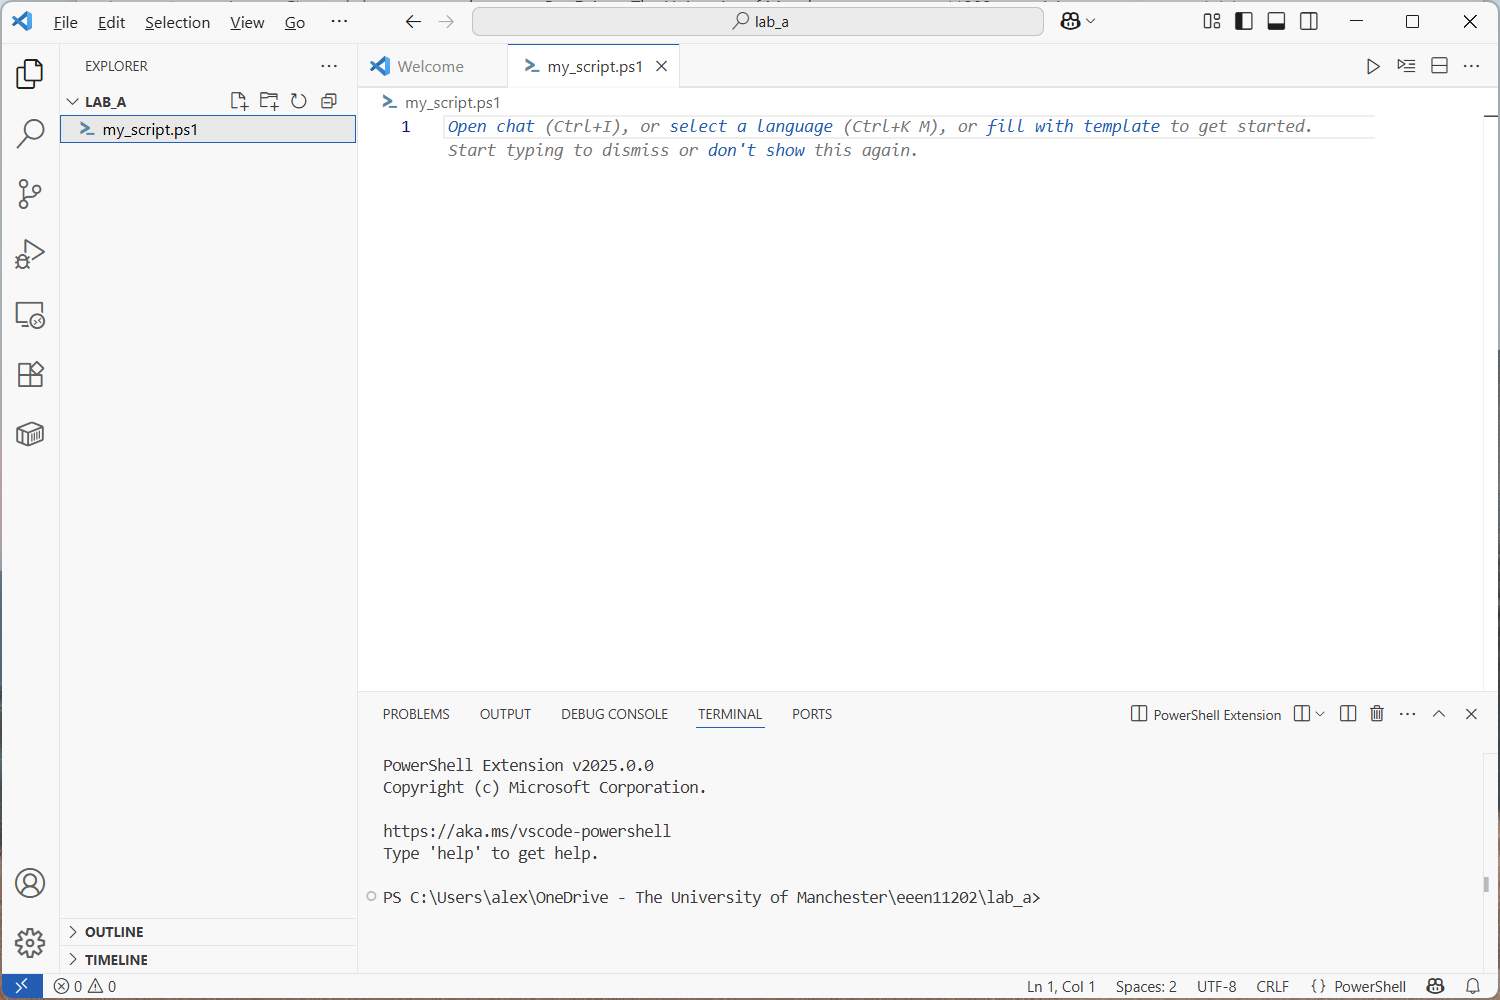 File Edit Selection View Go ··· lab_a
EXPLORER ···
Welcome my_script.ps1
LAB_A
my_script.ps1
my_script.ps1
1 Open chat (Ctrl+I), or select a language (Ctrl+K M), or fill with template to get started.
Start typing to dismiss or don't show this again.
PROBLEMS OUTPUT DEBUG CONSOLE TERMINAL PORTS PowerShell Extension
PowerShell Extension v2025.0.0
Copyright (c) Microsoft Corporation.
https://aka.ms/vscode-powershell
Type 'help' to get help.
PS C:\Users\alex\OneDrive - The University of Manchester\eeen11202\lab_a>
OUTLINE
TIMELINE
0 0 Ln 1, Col 1 Spaces: 2 UTF-8 CRLF {} PowerShell